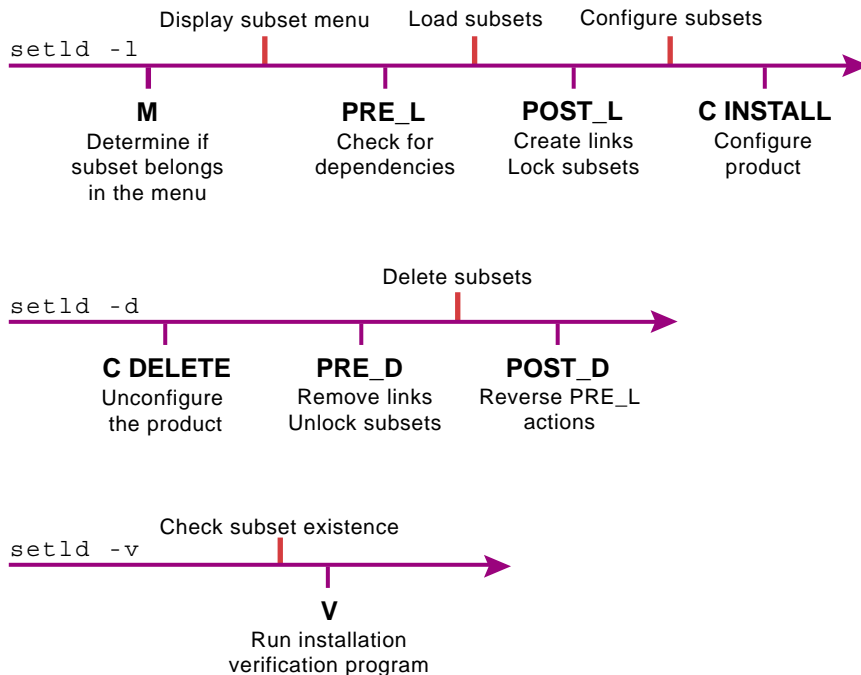 Display subset menu
Load subsets
Configure subsets
setld -l
M
Determine if
subset belongs
in the menu
PRE_L
Check for
dependencies
POST_L
Create links
Lock subsets
C INSTALL
Configure
product
Delete subsets
setld -d
C DELETE
Unconfigure
the product
PRE_D
Remove links
Unlock subsets
POST_D
Reverse PRE_L
actions
Check subset existence
setld -v
V
Run installation
verification program